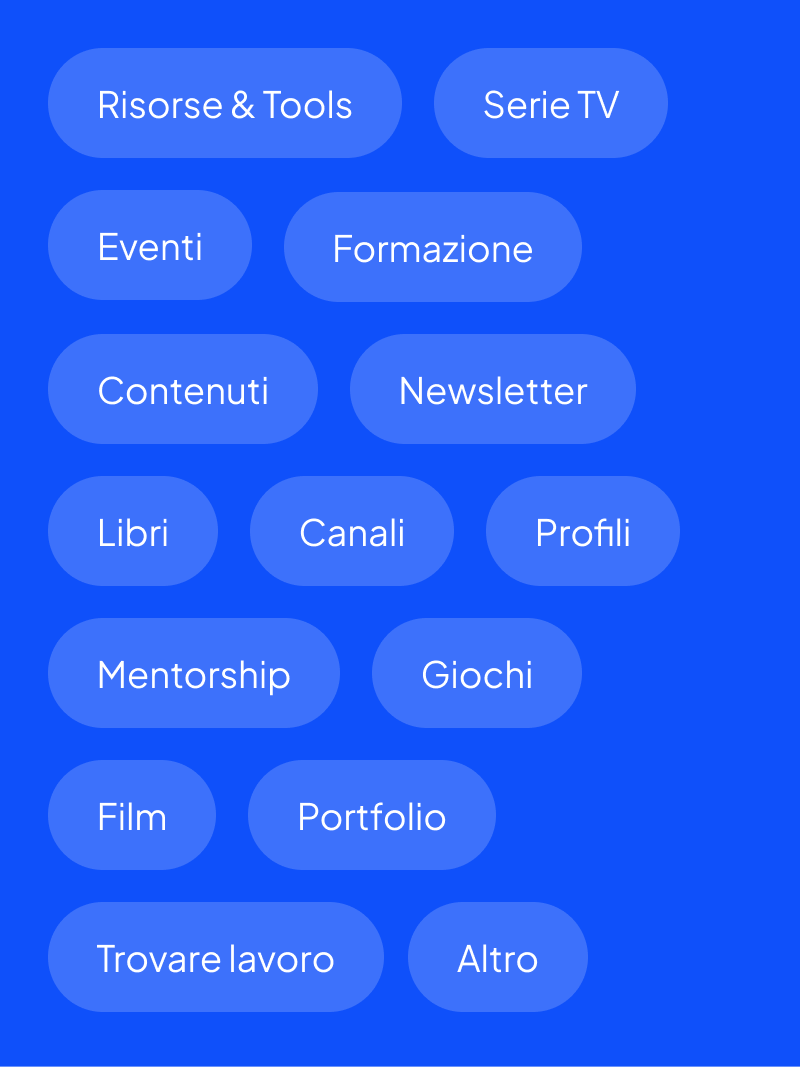 Risorse & Tools Serie TV
Eventi Formazione
Contenuti Newsletter
Libri Canali Profili
Mentorship Giochi
Film Portfolio
Trovare lavoro Altro